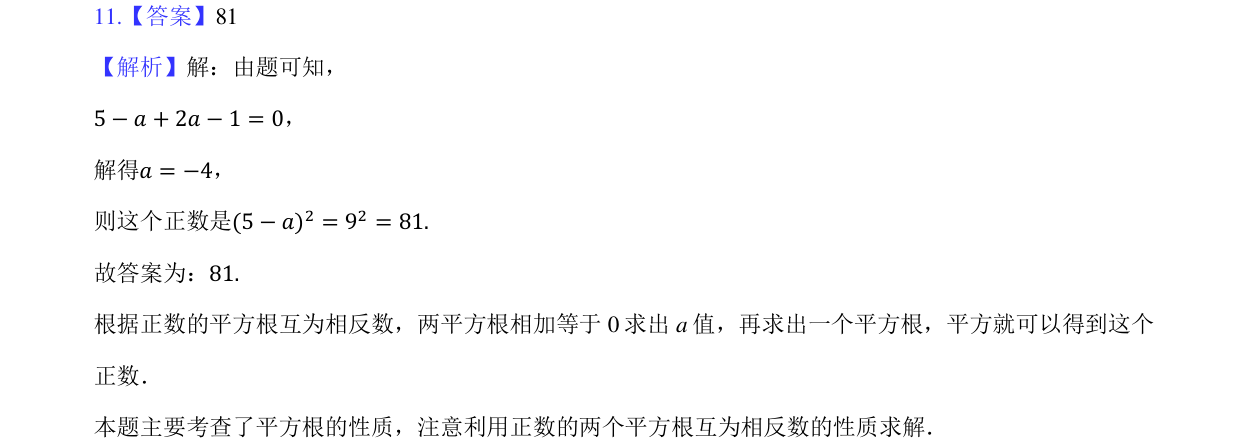 11.【答案】81
【解析】解：由题可知，
5 − a + 2a − 1 = 0，
解得a = −4，
则这个正数是(5 − a)² = 9² = 81.
故答案为：81.
根据正数的平方根互为相反数，两平方根相加等于 0 求出 a 值，再求出一个平方根，平方就可以得到这个
正数．
本题主要考查了平方根的性质，注意利用正数的两个平方根互为相反数的性质求解．